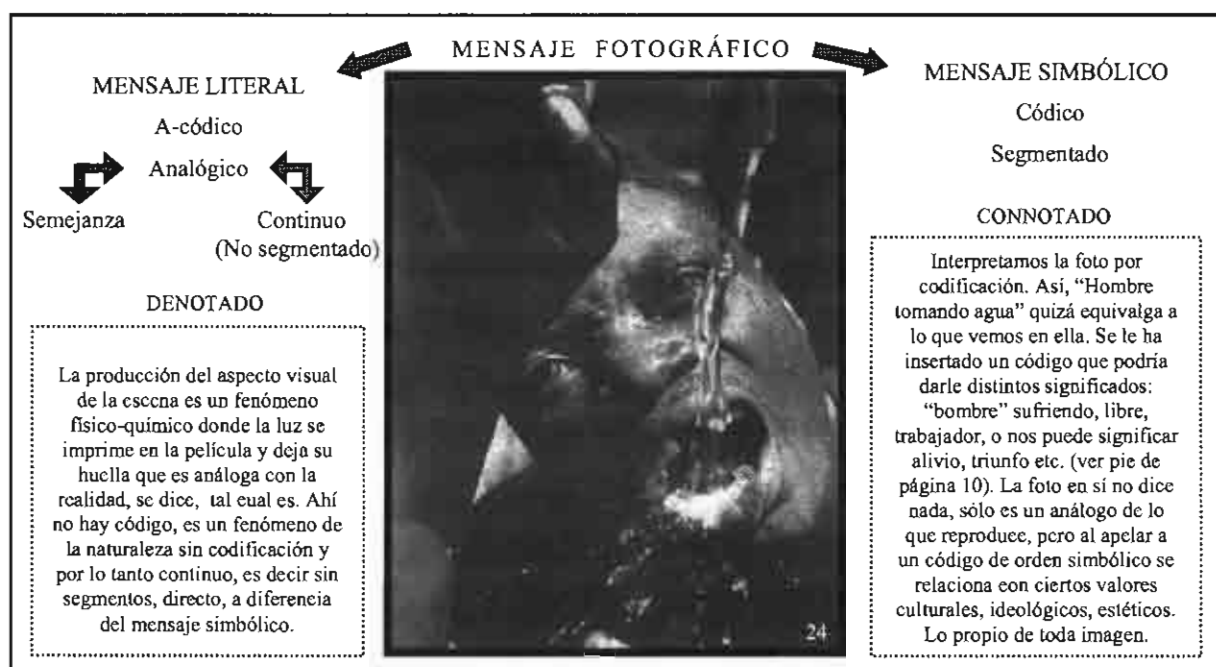 MENSAJE FOTOGRÁFICO
MENSAJE LITERAL
A-códico
Analógico
Semejanza
Continuo
(No segmentado)
DENOTADO
La producción del aspecto visual
de la esccna es un fenómeno
físico-químico donde la luz se
imprime en la película y deja su
huella que es análoga con la
realidad, se dice, tal eual es. Ahí
no hay código, es un fenómeno de
la naturaleza sin codificación y
por lo tanto continuo, es decir sin
segmentos, directo, a diferencia
del mensaje simbólico.
24
MENSAJE SIMBÓLICO
Códico
Segmentado
CONNOTADO
Interpretamos la foto por
codificación. Así, “Hombre
tomando agua” quizá equivalga a
lo que vemos en ella. Se le ha
insertado un código que podría
darle distintos significados:
“bombre” sufriendo, libre,
trabajador, o nos puede significar
alivio, triunfo etc. (ver pie de
página 10). La foto en sí no dice
nada, sólo es un análogo de lo
que reproduce, pero al apelar a
un código de orden simbólico se
relaciona eon ciertos valores
culturales, ideológicos, estéticos.
Lo propio de toda imagen.